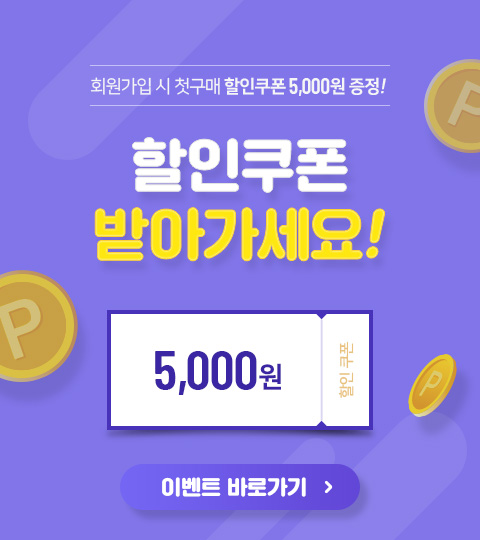 회원가입 시 첫구매 할인쿠폰 5,000원 증정!
할인쿠폰
받아가세요!
5,000원
할인 쿠폰
이벤트 바로가기 >
P
P
P